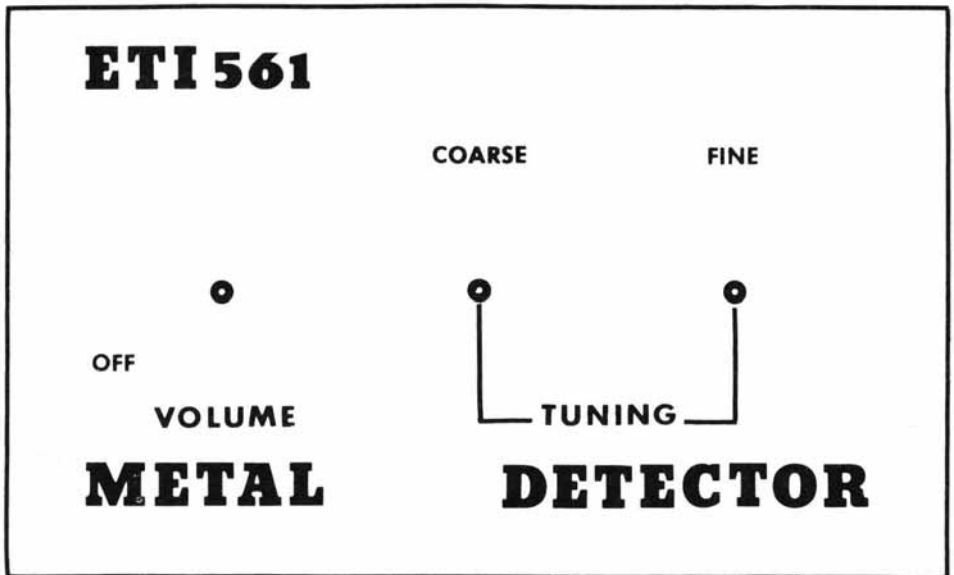 ETI 561
COARSE FINE
OFF
VOLUME TUNING
METAL DETECTOR